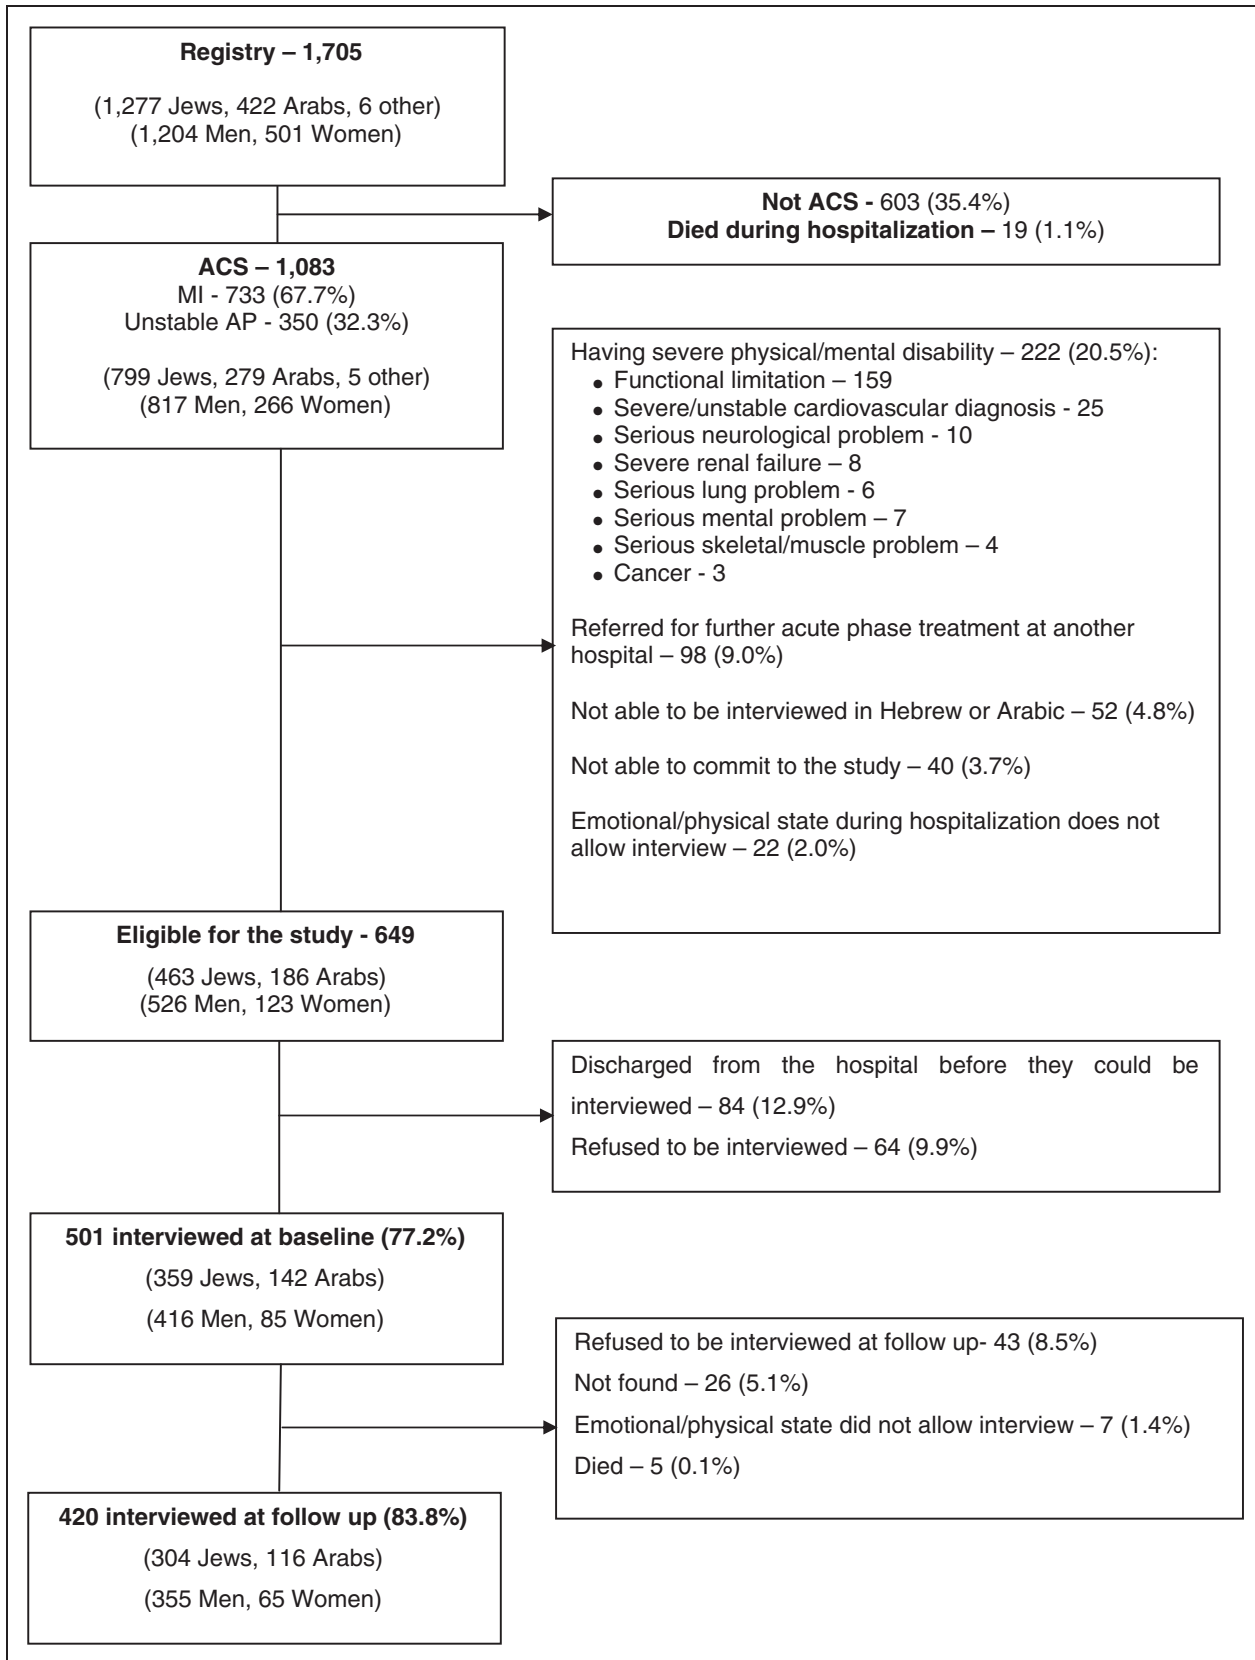 Registry – 1,705
(1,277 Jews, 422 Arabs, 6 other)
(1,204 Men, 501 Women)
Not ACS - 603 (35.4%)
Died during hospitalization – 19 (1.1%)
ACS – 1,083
MI - 733 (67.7%)
Unstable AP - 350 (32.3%)
(799 Jews, 279 Arabs, 5 other)
(817 Men, 266 Women)
Having severe physical/mental disability – 222 (20.5%):
• Functional limitation – 159
• Severe/unstable cardiovascular diagnosis - 25
• Serious neurological problem - 10
• Severe renal failure – 8
• Serious lung problem - 6
• Serious mental problem – 7
• Serious skeletal/muscle problem – 4
• Cancer - 3
Referred for further acute phase treatment at another
hospital – 98 (9.0%)
Not able to be interviewed in Hebrew or Arabic – 52 (4.8%)
Not able to commit to the study – 40 (3.7%)
Emotional/physical state during hospitalization does not
allow interview – 22 (2.0%)
Eligible for the study - 649
(463 Jews, 186 Arabs)
(526 Men, 123 Women)
Discharged from the hospital before they could be
interviewed – 84 (12.9%)
Refused to be interviewed – 64 (9.9%)
501 interviewed at baseline (77.2%)
(359 Jews, 142 Arabs)
(416 Men, 85 Women)
Refused to be interviewed at follow up- 43 (8.5%)
Not found – 26 (5.1%)
Emotional/physical state did not allow interview – 7 (1.4%)
Died – 5 (0.1%)
420 interviewed at follow up (83.8%)
(304 Jews, 116 Arabs)
(355 Men, 65 Women)